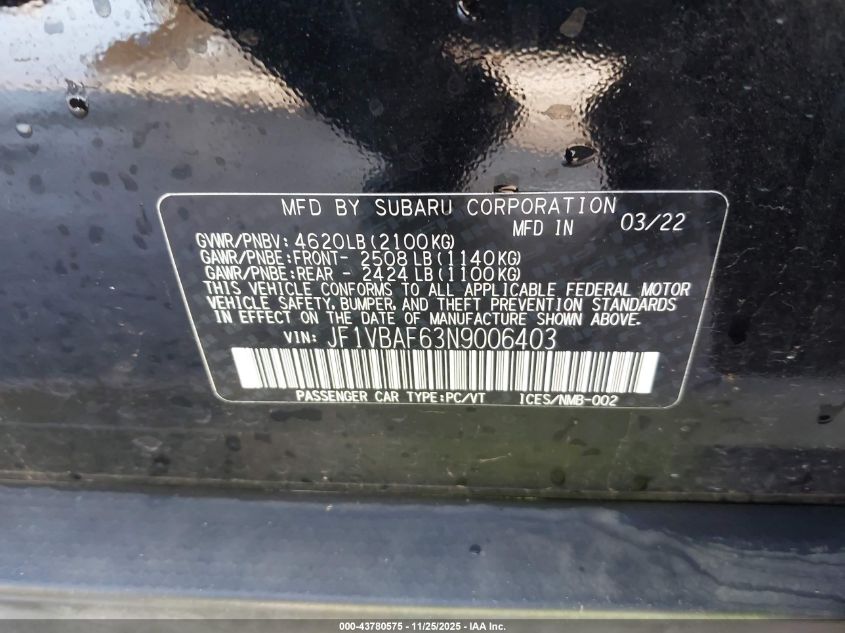 MFD BY SUBARU CORPORATION
MFD IN 03/22
GVWR/PNBV: 4620LB(2100KG)
GAWR/PNBE:FRONT- 2508LB(1140KG)
GAWR/PNBE:REAR - 2424LB(1100KG)
THIS VEHICLE CONFORMS TO ALL APPLICABLE FEDERAL MOTOR
VEHICLE SAFETY, BUMPER, AND THEFT PREVENTION STANDARDS
IN EFFECT ON THE DATE OF MANUFACTURE SHOWN ABOVE.
VIN: JF1VBAF63N9006403
PASSENGER CAR TYPE:PC/VT ICES/NMB-002
000-43780575 - 11/25/2025 - IAA Inc.